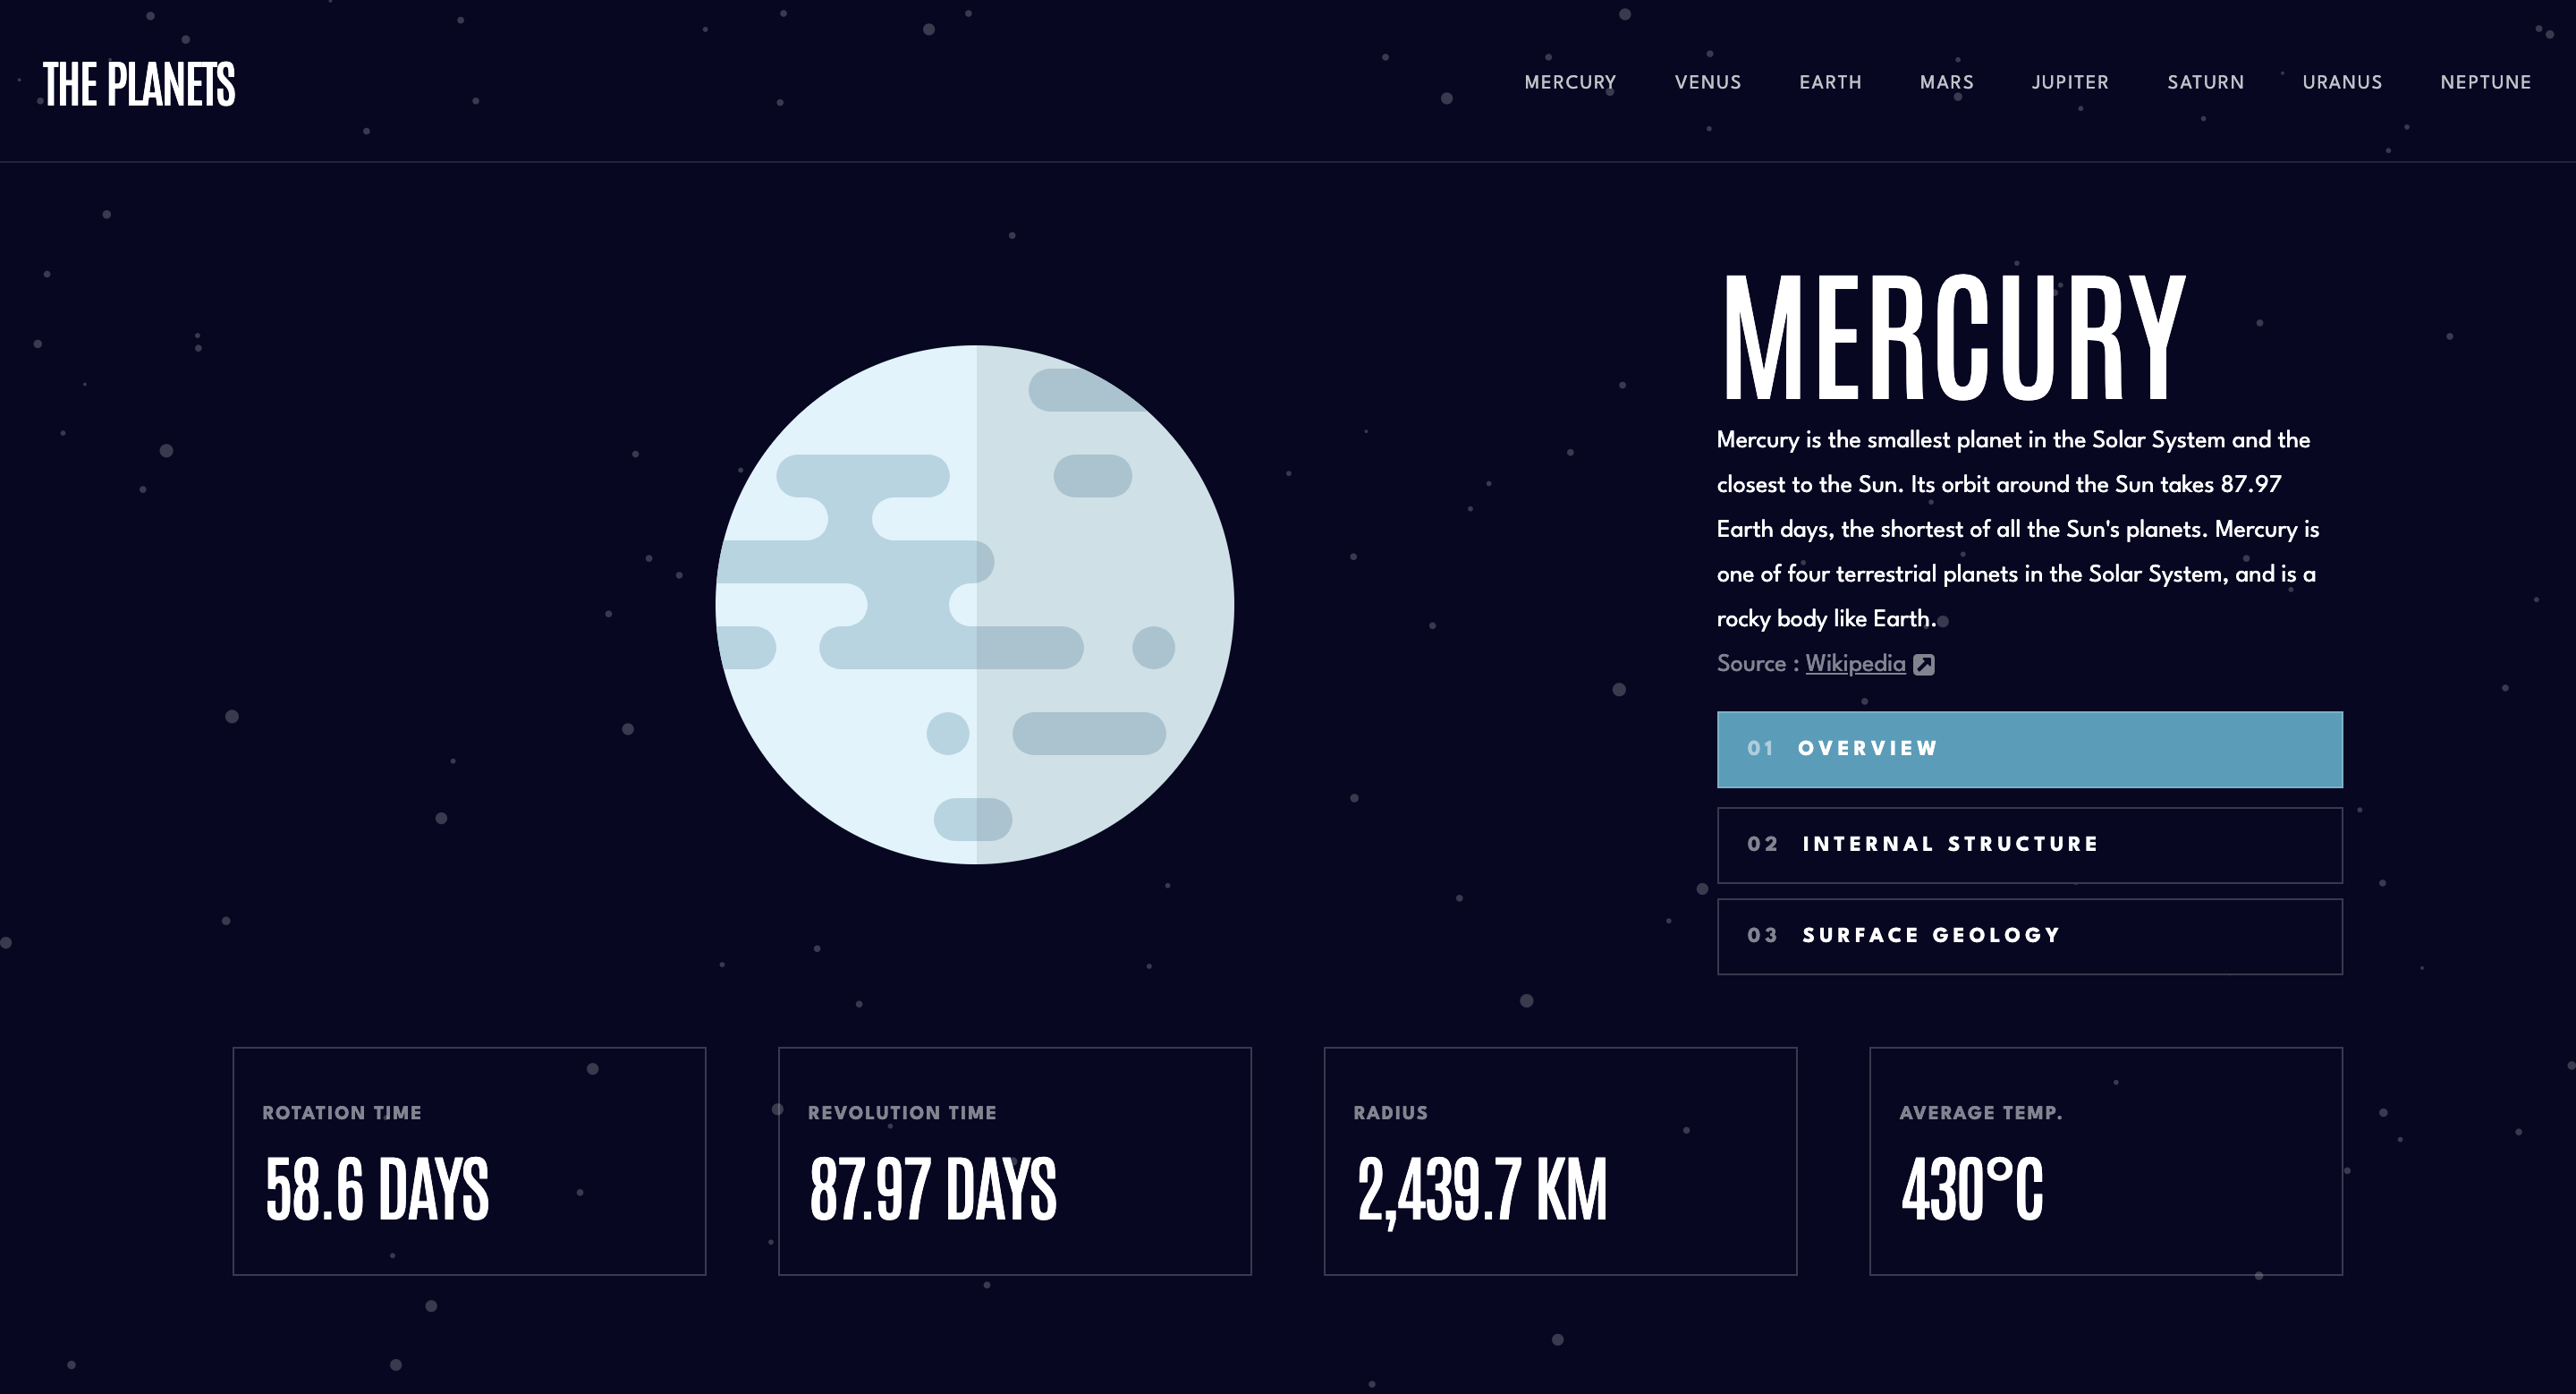 THE PLANETS
MERCURY VENUS EARTH MARS JUPITER SATURN URANUS NEPTUNE
MERCURY
Mercury is the smallest planet in the Solar System and the
closest to the Sun. Its orbit around the Sun takes 87.97
Earth days, the shortest of all the Sun's planets. Mercury is
one of four terrestrial planets in the Solar System, and is a
rocky body like Earth.
Source : Wikipedia
01 OVERVIEW
02 INTERNAL STRUCTURE
03 SURFACE GEOLOGY
ROTATION TIME
58.6 DAYS
REVOLUTION TIME
87.97 DAYS
RADIUS
2,439.7 KM
AVERAGE TEMP.
430°C